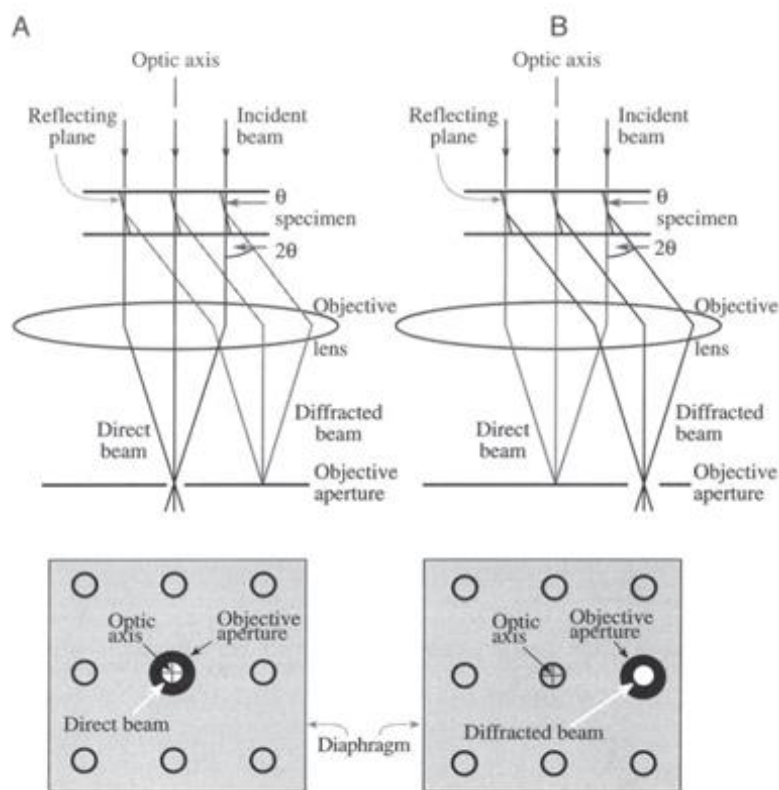 A
B
Optic axis
Optic axis
Reflecting
plane
Incident
beam
Reflecting
plane
Incident
beam
θ
specimen
2θ
θ
specimen
2θ
Objective
lens
Objective
lens
Direct
beam
Diffracted
beam
Direct
beam
Diffracted
beam
Objective
aperture
Objective
aperture
Optic
axis
Objective
aperture
Direct beam
Optic
axis
Objective
aperture
Diffracted beam
Diaphragm